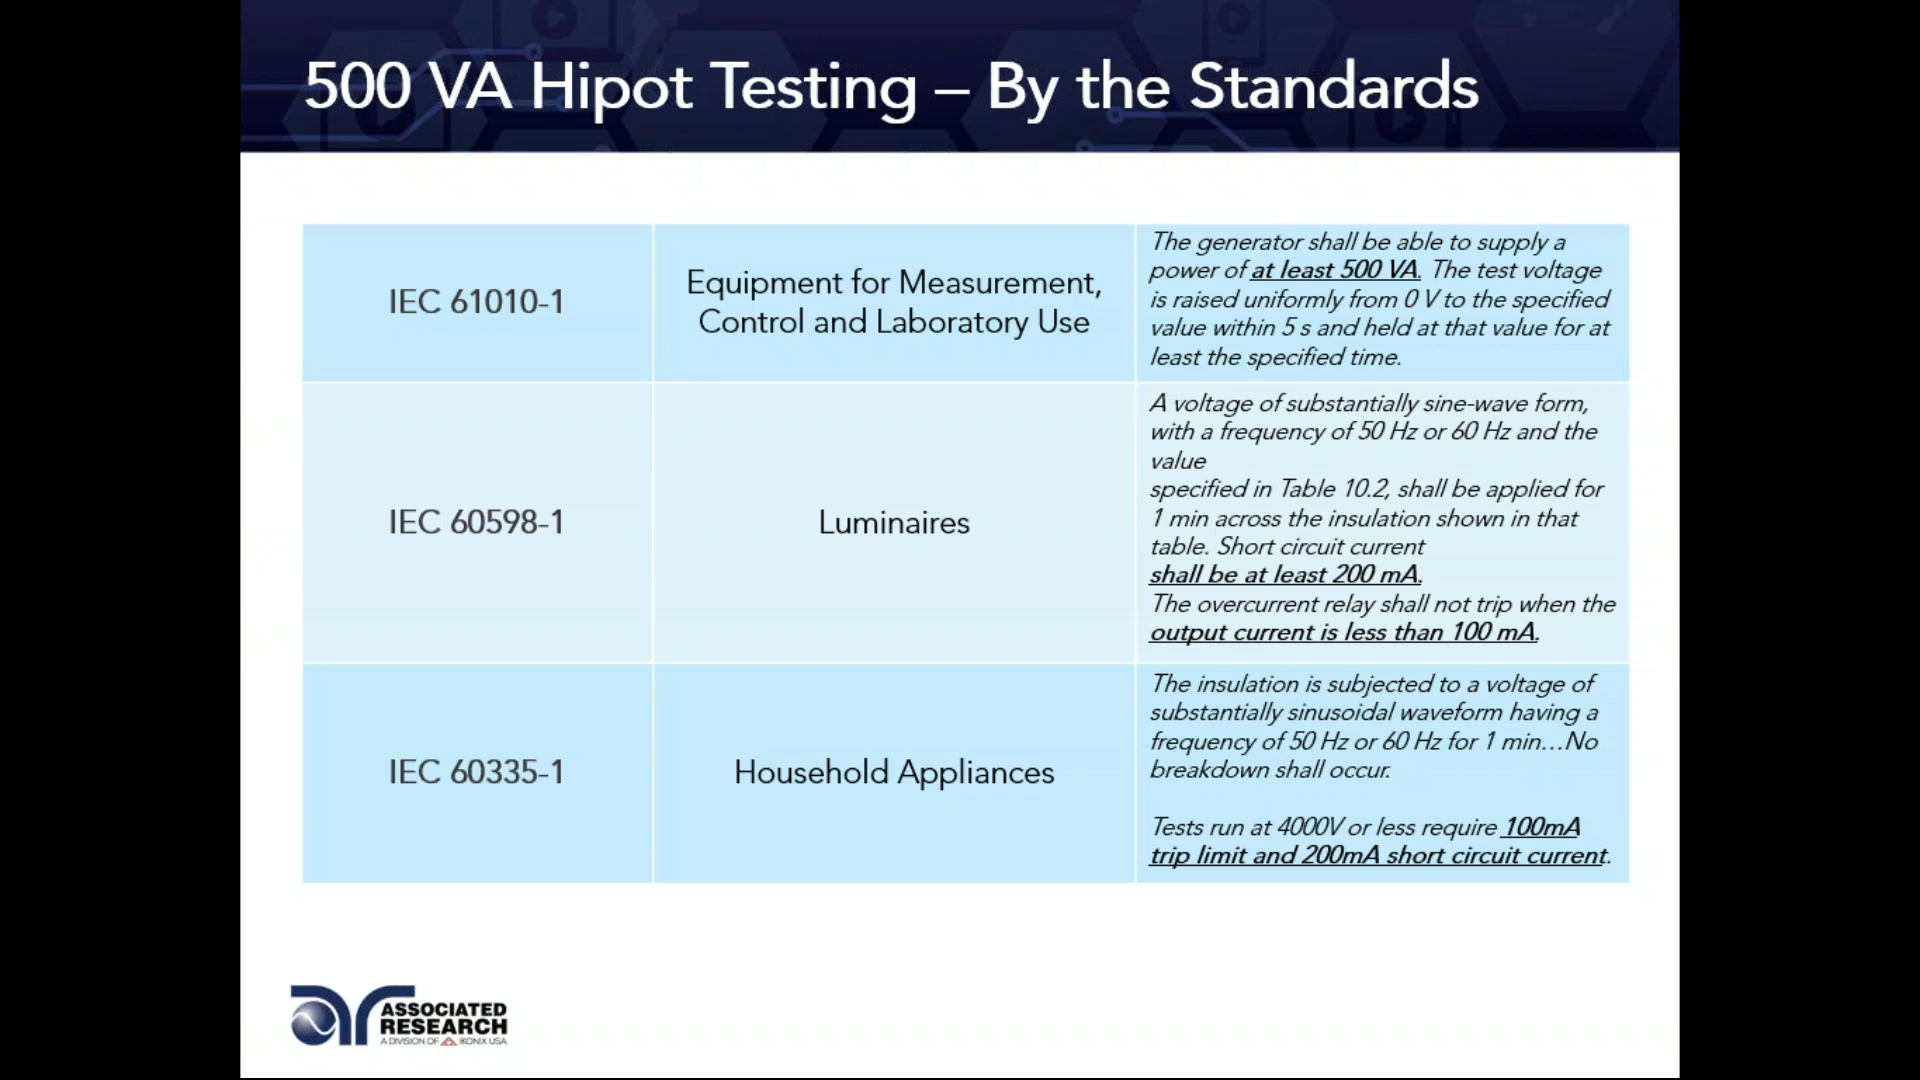 500 VA Hipot Testing – By the Standards
IEC 61010-1
Equipment for Measurement,
Control and Laboratory Use
The generator shall be able to supply a
power of at least 500 VA. The test voltage
is raised uniformly from 0 V to the specified
value within 5 s and held at that value for at
least the specified time.
IEC 60598-1
Luminaires
A voltage of substantially sine-wave form,
with a frequency of 50 Hz or 60 Hz and the
value
specified in Table 10.2, shall be applied for
1 min across the insulation shown in that
table. Short circuit current
shall be at least 200 mA.
The overcurrent relay shall not trip when the
output current is less than 100 mA.
IEC 60335-1
Household Appliances
The insulation is subjected to a voltage of
substantially sinusoidal waveform having a
frequency of 50 Hz or 60 Hz for 1 min...No
breakdown shall occur.
Tests run at 4000V or less require 100mA
trip limit and 200mA short circuit current.
ASSOCIATED
RESEARCH
A DIVISION OF IKONIX USA